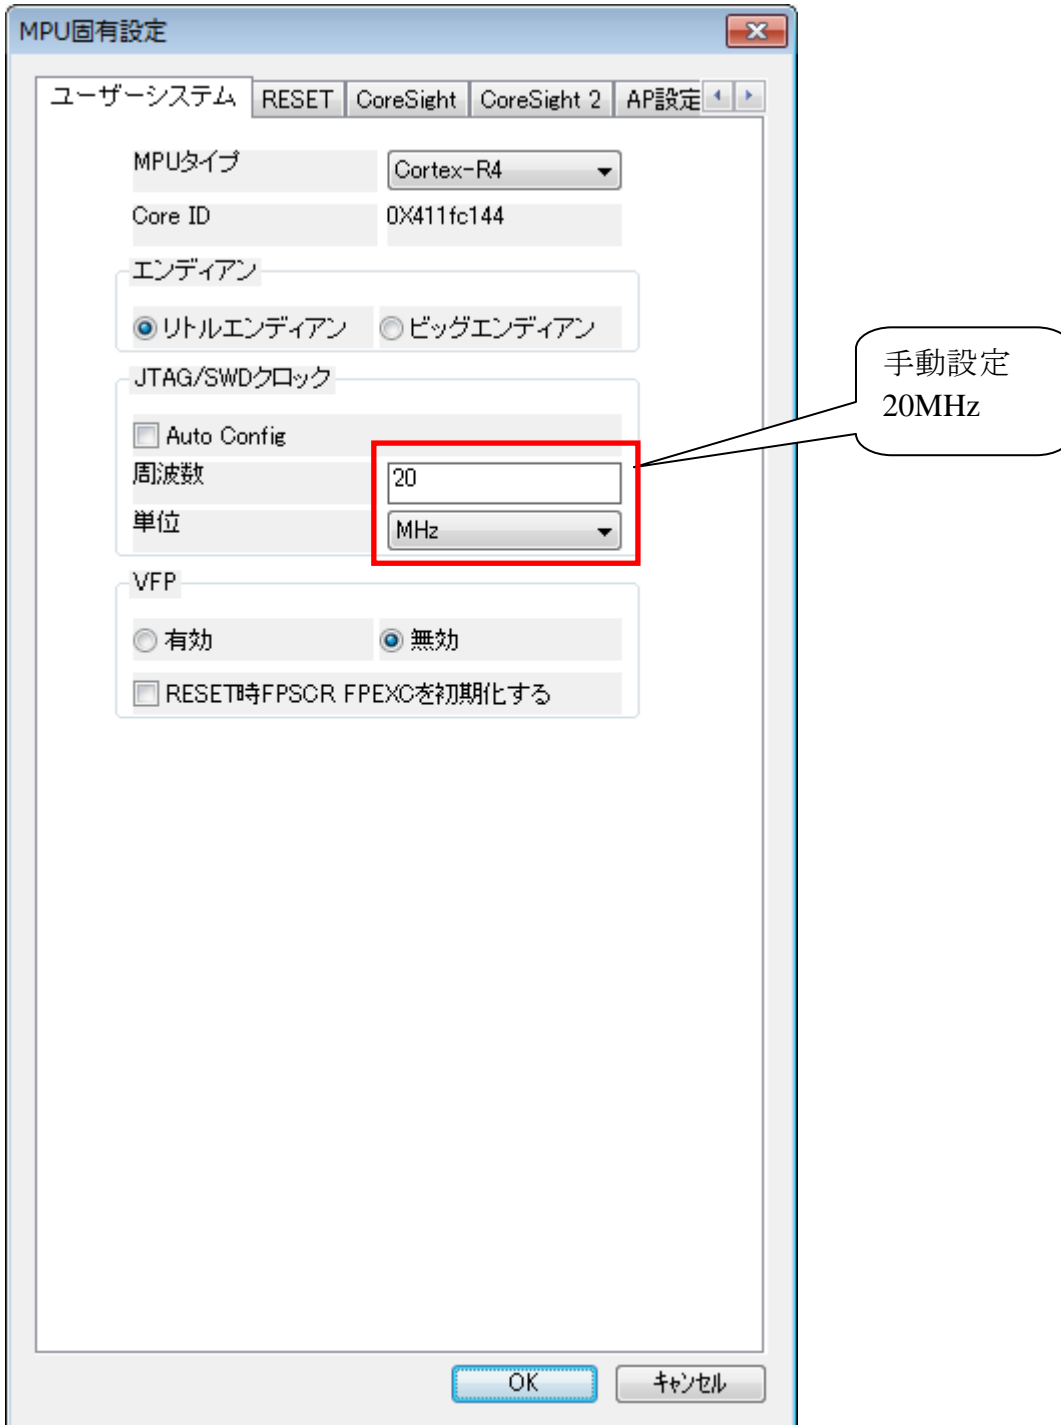 MPU固有設定
ユーザーシステム RESET CoreSight CoreSight 2 AP設定
MPUタイプ Cortex-R4
Core ID 0X411fc144
エンディアン
リトルエンディアン ビッグエンディアン
JTAG/SWDクロック
Auto Config
周波数 20
単位 MHz
手動設定
20MHz
VFP
有効 無効
RESET時FPSCR FPEXCを初期化する
OK キャンセル